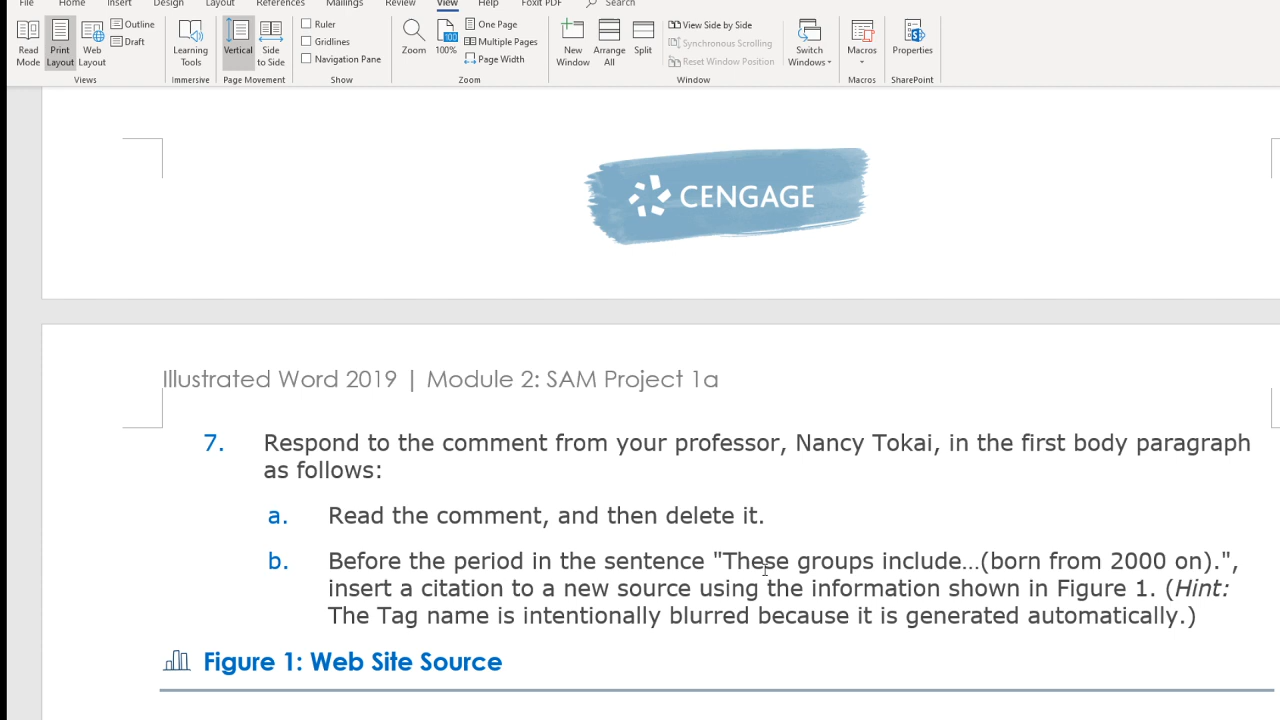 File Home Insert Design Layout References Mailings Review View Help Foxit PDF Search
Read Mode
Print Layout
Web Layout
Outline
Draft
Views
Learning Tools
Immersive
Vertical
Side to Side
Page Movement
Ruler
Gridlines
Navigation Pane
Show
Zoom
100%
One Page
Multiple Pages
Page Width
Zoom
New Window
Arrange All
Split
View Side by Side
Synchronous Scrolling
Reset Window Position
Window
Switch Windows
Macros
Macros
Properties
SharePoint
CENGAGE
Illustrated Word 2019 | Module 2: SAM Project 1a
7. Respond to the comment from your professor, Nancy Tokai, in the first body paragraph
as follows:
a. Read the comment, and then delete it.
b. Before the period in the sentence "These groups include...(born from 2000 on).",
insert a citation to a new source using the information shown in Figure 1. (Hint:
The Tag name is intentionally blurred because it is generated automatically.)
Figure 1: Web Site Source